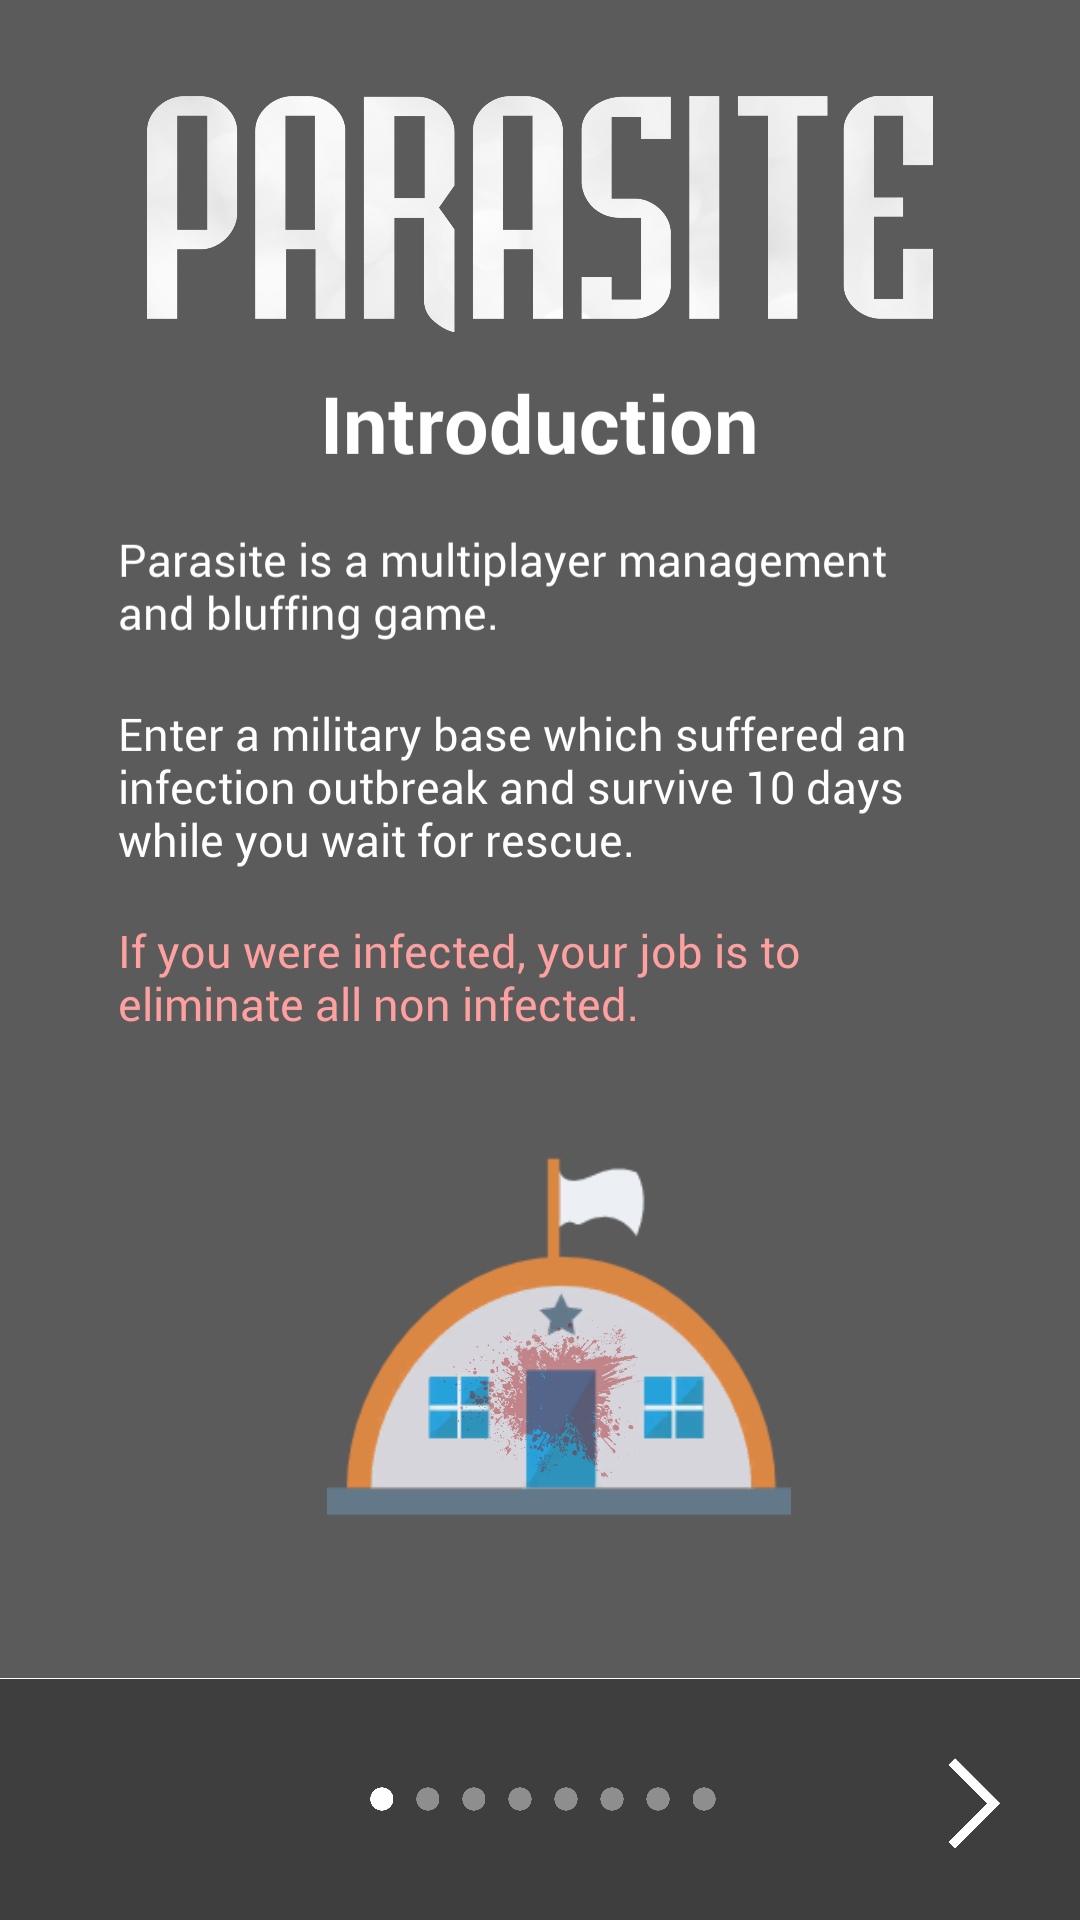 PARASITE
Introduction
Parasite is a multiplayer management
and bluffing game.
Enter a military base which suffered an
infection outbreak and survive 10 days
while you wait for rescue.
If you were infected, your job is to
eliminate all non infected.